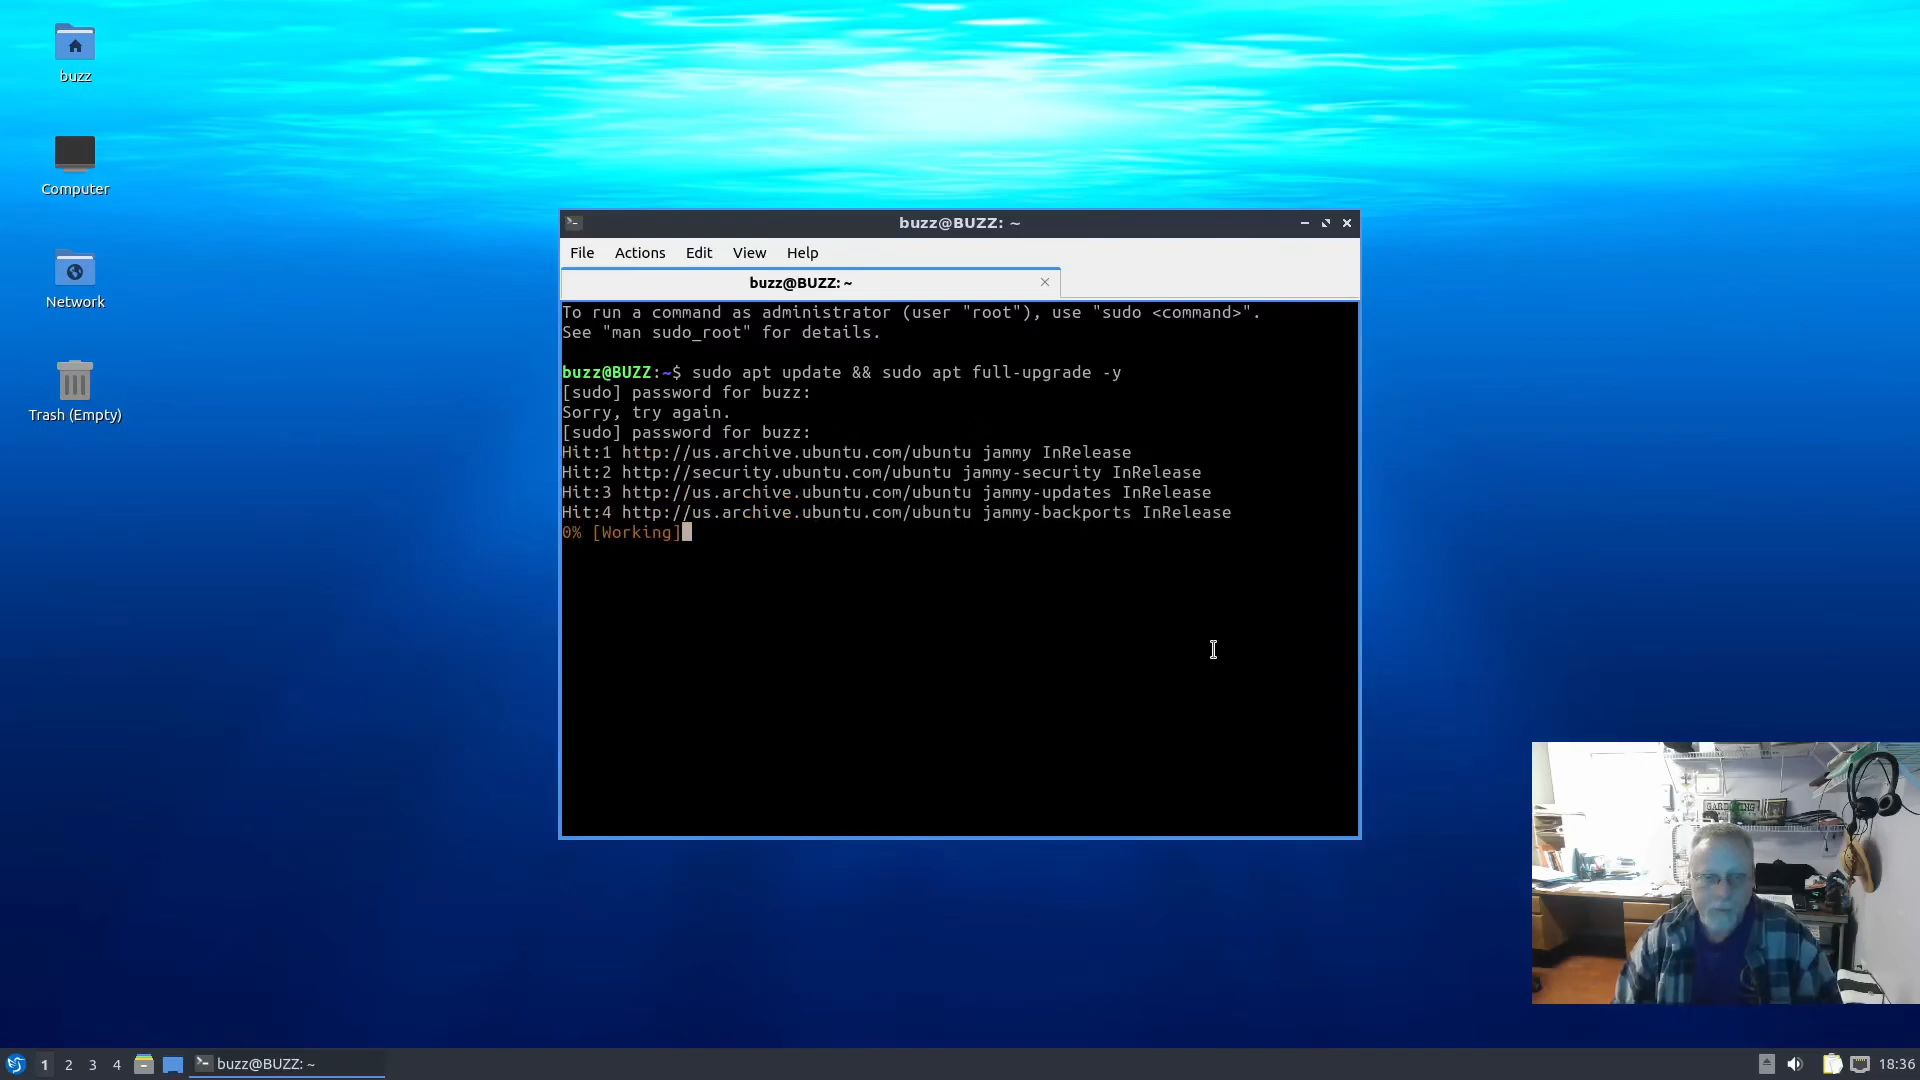 buzz
Computer
Network
Trash (Empty)
buzz@BUZZ: ~
File Actions Edit View Help
buzz@BUZZ: ~
To run a command as administrator (user "root"), use "sudo <command>".
See "man sudo_root" for details.
buzz@BUZZ:~$ sudo apt update && sudo apt full-upgrade -y
[sudo] password for buzz:
Sorry, try again.
[sudo] password for buzz:
Hit:1 http://us.archive.ubuntu.com/ubuntu jammy InRelease
Hit:2 http://security.ubuntu.com/ubuntu jammy-security InRelease
Hit:3 http://us.archive.ubuntu.com/ubuntu jammy-updates InRelease
Hit:4 http://us.archive.ubuntu.com/ubuntu jammy-backports InRelease
0% [Working]
1 2 3 4 buzz@BUZZ: ~ 18:36